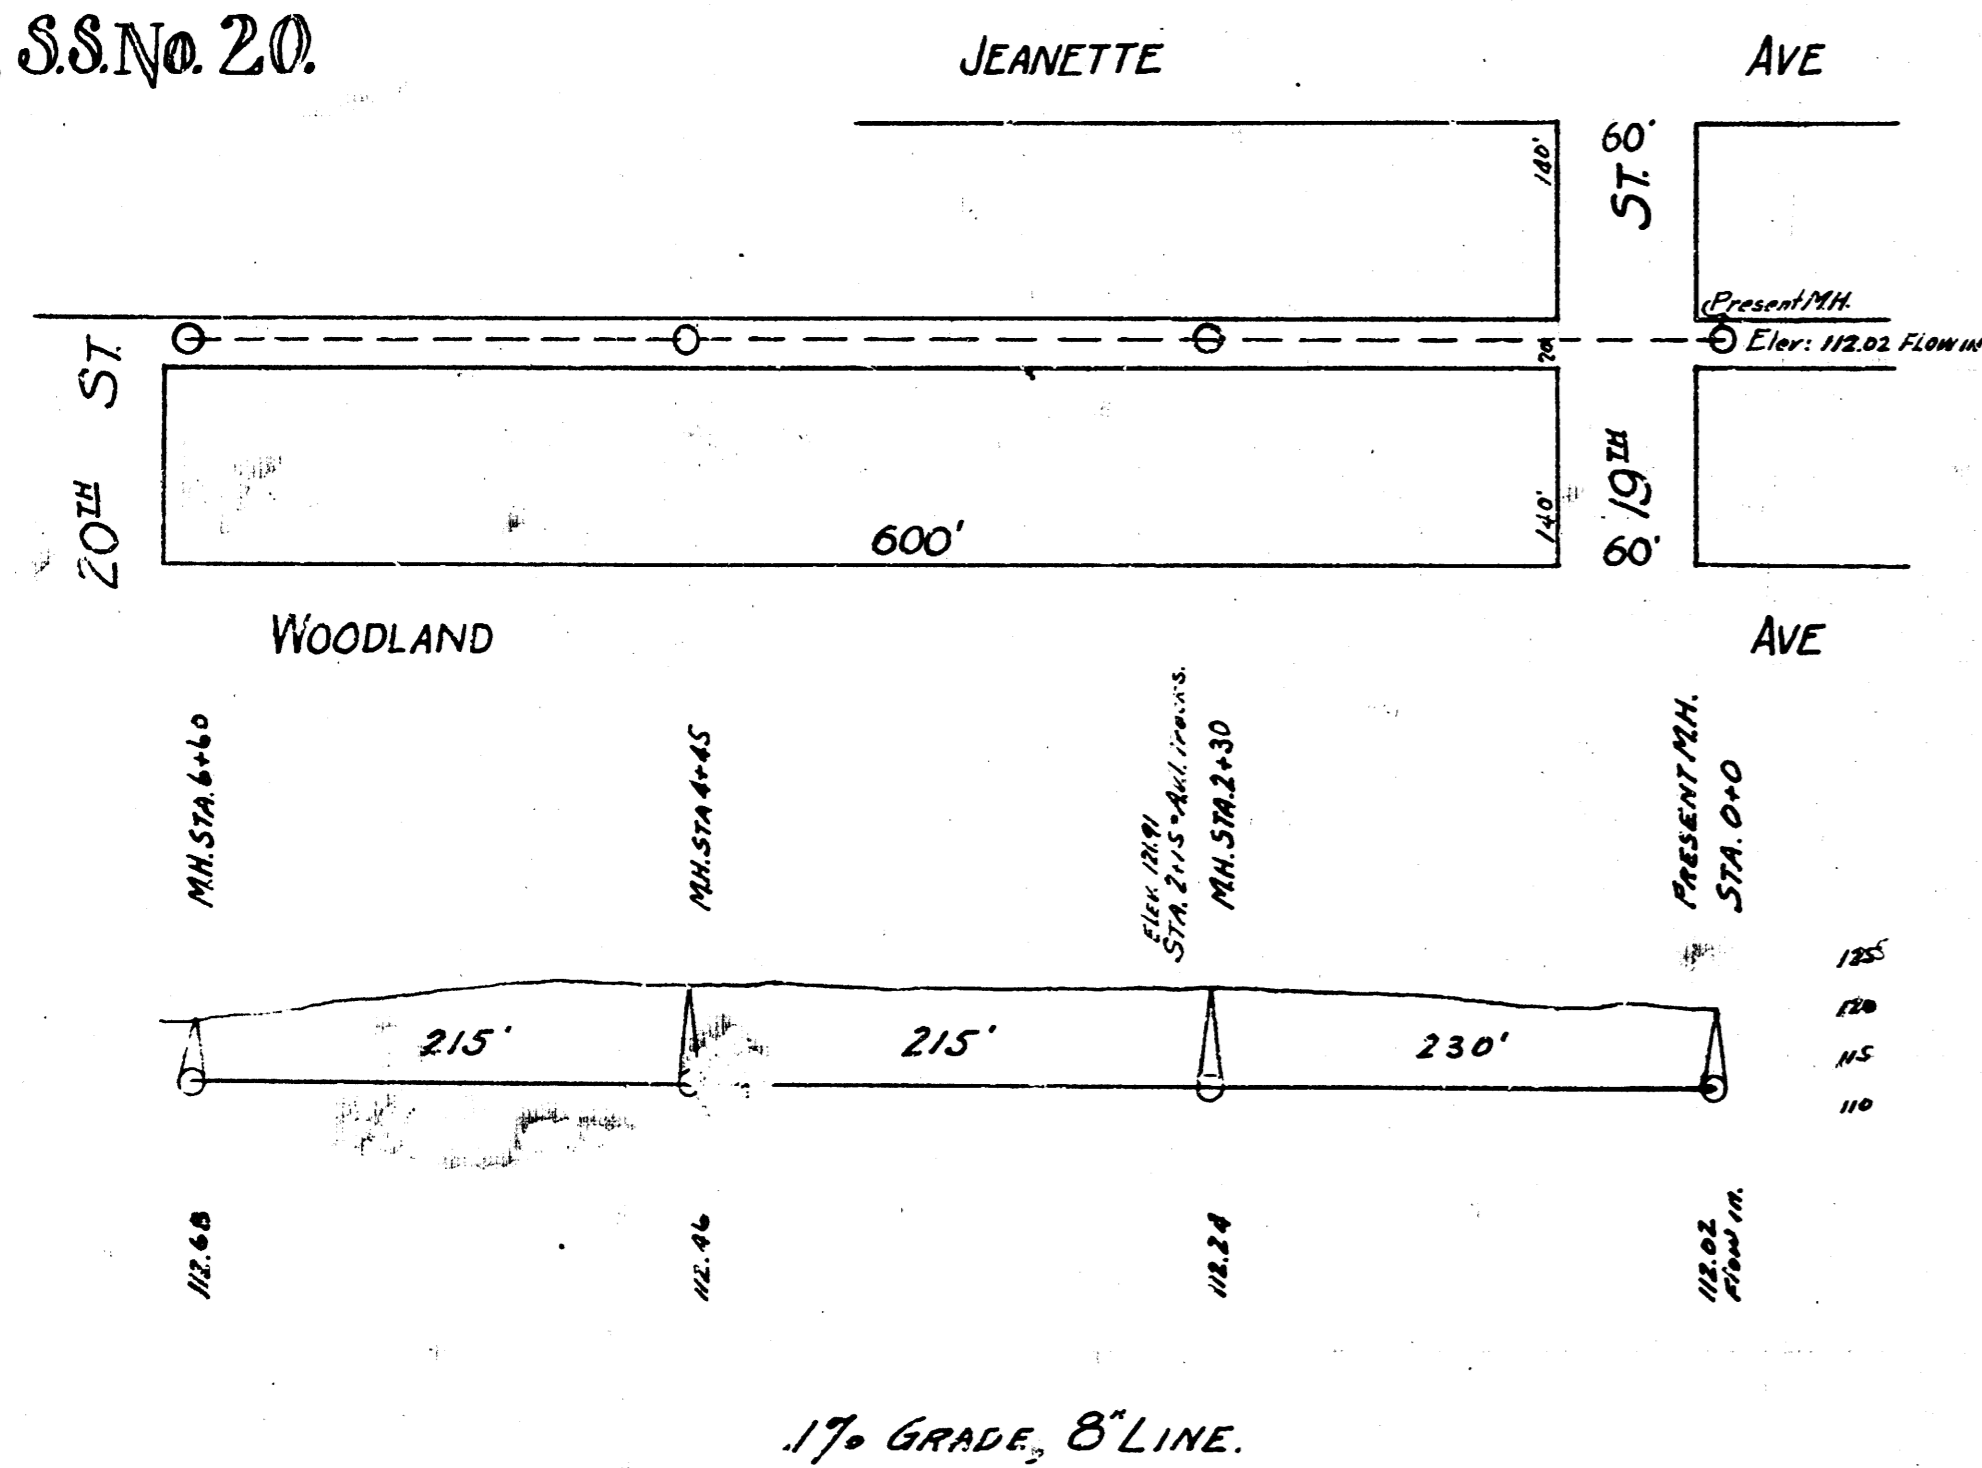 S.S. No. 20.
JEANETTE AVE
60'
ST.
140'
Present M.H.
Elev: 112.02 FLOW IN
20'
20TH ST.
19TH
60'
140'
600'
WOODLAND AVE
M.H. STA. 6+60
M.H. STA 4+45
Elev. 121.91
STA. 2+15 =
M.H. STA. 2+30
PRESENT M.H.
STA. 0+0
125
120
115
110
215'
215'
230'
112.68
112.46
112.24
112.02
Flow in.
.1% GRADE, 8" LINE.